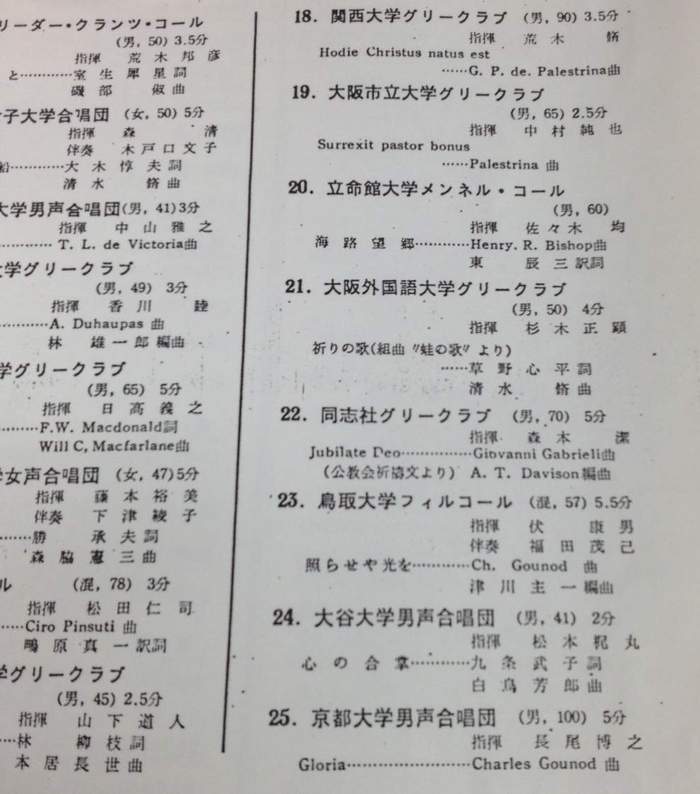 リーダー・クランツ・コール
(男, 50) 3.5分
指揮 荒木邦彦
と…………室生犀星詞
磯部 俶曲
子大学合唱団 (女, 50) 5分
指揮 森 清
伴奏 木戸口文子
船…………大木惇夫詞
清水 脩曲
大学男声合唱団 (男, 41) 3分
指揮 中山雅之
…………T. L. de Victoria曲
大学グリークラブ
(男, 49) 3分
指揮 香川 睦
…………A. Duhaupas 曲
林 雄一郎 編曲
学グリークラブ
(男, 65) 5分
指揮 日高義之
…………F.W. Macdonald詞
Will C, Macfarlane曲
学女声合唱団 (女, 47) 5分
指揮 藤本裕美
伴奏 下津綾子
…………勝 承夫詞
森脇憲三曲
ル (混, 78) 3分
指揮 松田仁司
……Ciro Pinsuti 曲
鴫原真一訳詞
学グリークラブ
(男, 45) 2.5分
指揮 山下道人
…林 柳枝詞
本居長世曲
18. 関西大学グリークラブ (男, 90) 3.5分
指揮 荒木 脩
Hodie Christus natus est
……G. P. de. Palestrina曲
19. 大阪市立大学グリークラブ
(男, 65) 2.5分
指揮 中村純也
Surrexit pastor bonus
……Palestrina 曲
20. 立命館大学メンネル・コール
(男, 60)
指揮 佐々木 均
海路望郷…………Henry. R. Bishop曲
東 辰三訳詞
21. 大阪外国語大学グリークラブ
(男, 50) 4分
指揮 杉木正顕
祈りの歌(組曲〝蛙の歌〞より)
……草野心平詞
清水 脩曲
22. 同志社グリークラブ (男, 70) 5分
指揮 森本 潔
Jubilate Deo…………Giovanni Gabrieli曲
(公教会祈祷文より) A. T. Davison編曲
23. 鳥取大学フィルコール (混, 57) 5.5分
指揮 伏 康男
伴奏 福田茂己
照らせや光を…………Ch. Gounod 曲
津川主一編曲
24. 大谷大学男声合唱団 (男, 41) 2分
指揮 松本 丸
心の合掌…………九条武子詞
白鳥芳郎曲
25. 京都大学男声合唱団 (男, 100) 5分
指揮 長尾博之
Gloria…………………Charles Gounod 曲